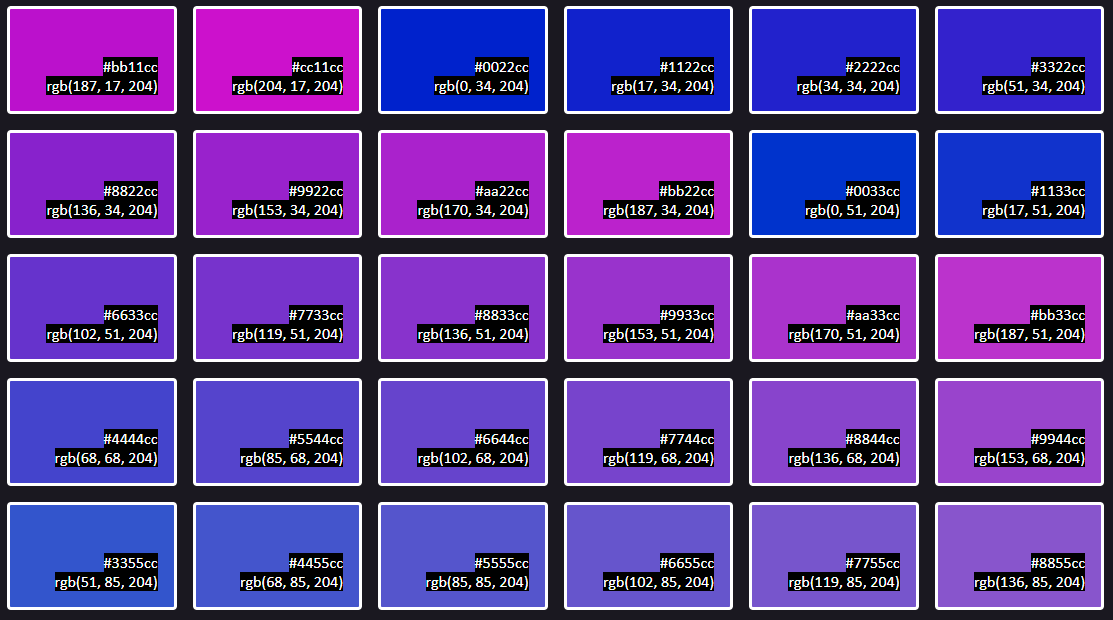 #bb11cc
rgb(187, 17, 204)
#cc11cc
rgb(204, 17, 204)
#0022cc
rgb(0, 34, 204)
#1122cc
rgb(17, 34, 204)
#2222cc
rgb(34, 34, 204)
#3322cc
rgb(51, 34, 204)
#8822cc
rgb(136, 34, 204)
#9922cc
rgb(153, 34, 204)
#aa22cc
rgb(170, 34, 204)
#bb22cc
rgb(187, 34, 204)
#0033cc
rgb(0, 51, 204)
#1133cc
rgb(17, 51, 204)
#6633cc
rgb(102, 51, 204)
#7733cc
rgb(119, 51, 204)
#8833cc
rgb(136, 51, 204)
#9933cc
rgb(153, 51, 204)
#aa33cc
rgb(170, 51, 204)
#bb33cc
rgb(187, 51, 204)
#4444cc
rgb(68, 68, 204)
#5544cc
rgb(85, 68, 204)
#6644cc
rgb(102, 68, 204)
#7744cc
rgb(119, 68, 204)
#8844cc
rgb(136, 68, 204)
#9944cc
rgb(153, 68, 204)
#3355cc
rgb(51, 85, 204)
#4455cc
rgb(68, 85, 204)
#5555cc
rgb(85, 85, 204)
#6655cc
rgb(102, 85, 204)
#7755cc
rgb(119, 85, 204)
#8855cc
rgb(136, 85, 204)